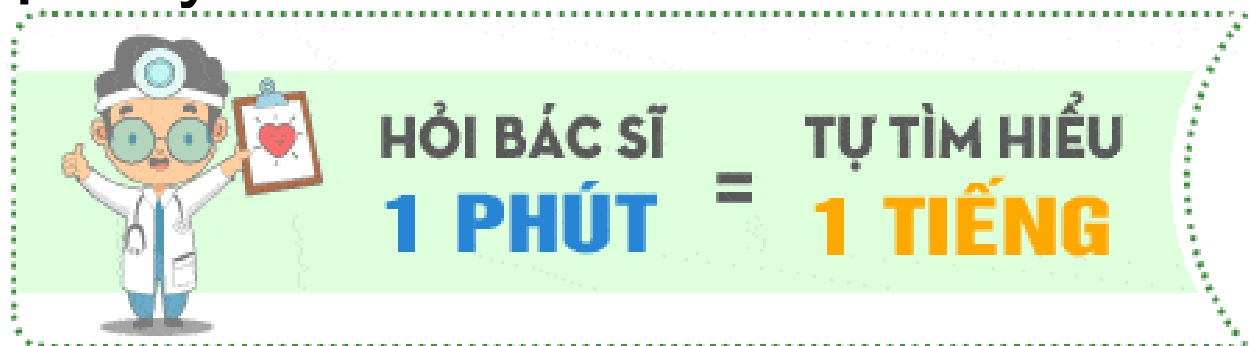 HỎI BÁC SĨ
1 PHÚT
=
TỰ TÌM HIỂU
1 TIẾNG